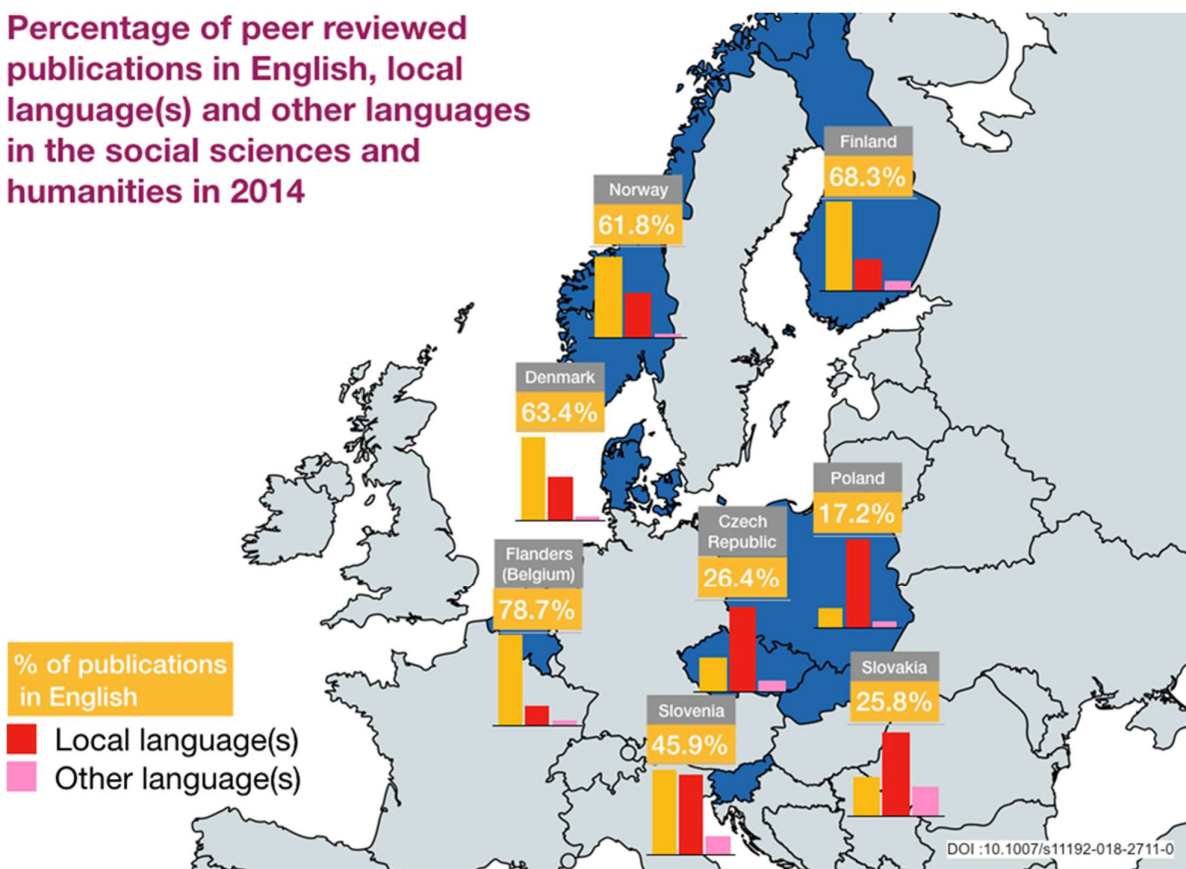 Percentage of peer reviewed
publications in English, local
language(s) and other languages
in the social sciences and
humanities in 2014
Finland
68.3%
Norway
61.8%
Denmark
63.4%
Poland
17.2%
Czech
Republic
26.4%
Flanders
(Belgium)
78.7%
Slovakia
25.8%
Slovenia
45.9%
% of publications
in English
Local language(s)
Other language(s)
DOI :10.1007/s11192-018-2711-0